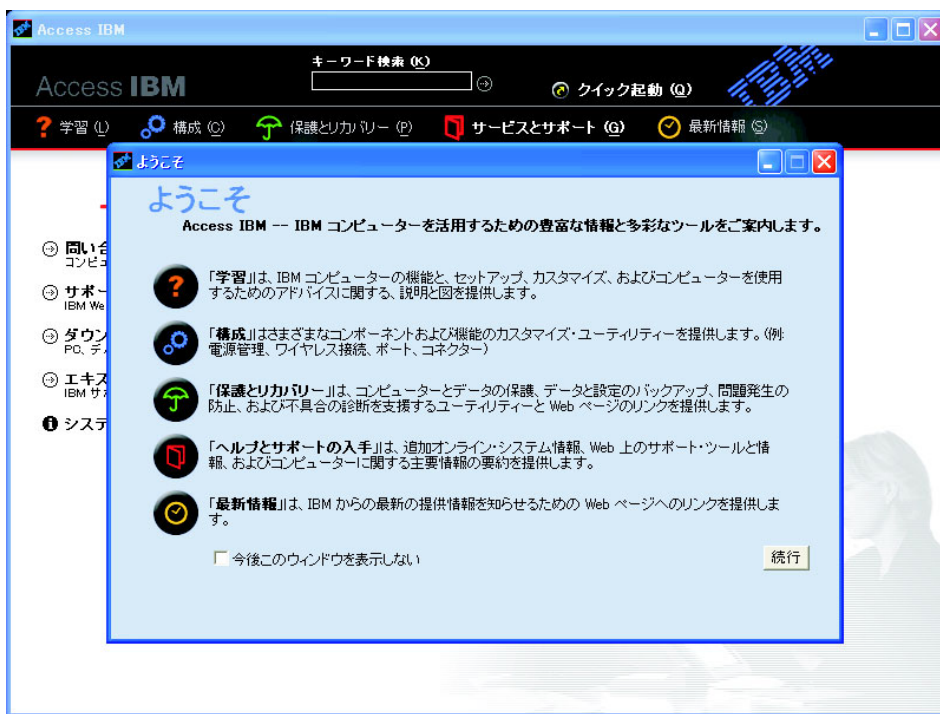 Access IBM
キーワード検索 (K)
Access IBM
クイック起動 (Q)
IBM
学習 (L)
構成 (C)
保護とリカバリー (P)
サービスとサポート (G)
最新情報 (S)
ようこそ
ようこそ
Access IBM -- IBM コンピューターを活用するための豊富な情報と多彩なツールをご案内します。
「学習」は、IBM コンピューターの機能と、セットアップ、カスタマイズ、およびコンピューターを使用
するためのアドバイスに関する、説明と図を提供します。
「構成」はさまざまなコンポーネントおよび機能のカスタマイズ・ユーティリティーを提供します。(例:
電源管理、ワイヤレス接続、ポート、コネクター)
「保護とリカバリー」は、コンピューターとデータの保護、データと設定のバックアップ、問題発生の
防止、および不具合の診断を支援するユーティリティーと Web ページのリンクを提供します。
「ヘルプとサポートの入手」は、追加オンライン・システム情報、Web 上のサポート・ツールと情
報、およびコンピューターに関する主要情報の要約を提供します。
「最新情報」は、IBM からの最新の提供情報を知らせるための Web ページへのリンクを提供しま
す。
今後このウィンドウを表示しない
続行
問い合
コンピュ
サポー
IBM We
ダウン
PC、デ
エキス
IBM サポ
システ